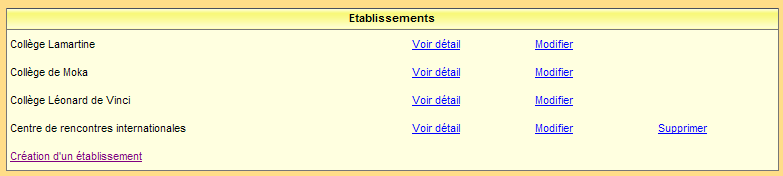 Etablissements
Collège Lamartine Voir détail Modifier
Collège de Moka Voir détail Modifier
Collège Léonard de Vinci Voir détail Modifier
Centre de rencontres internationales Voir détail Modifier Supprimer
Création d'un établissement